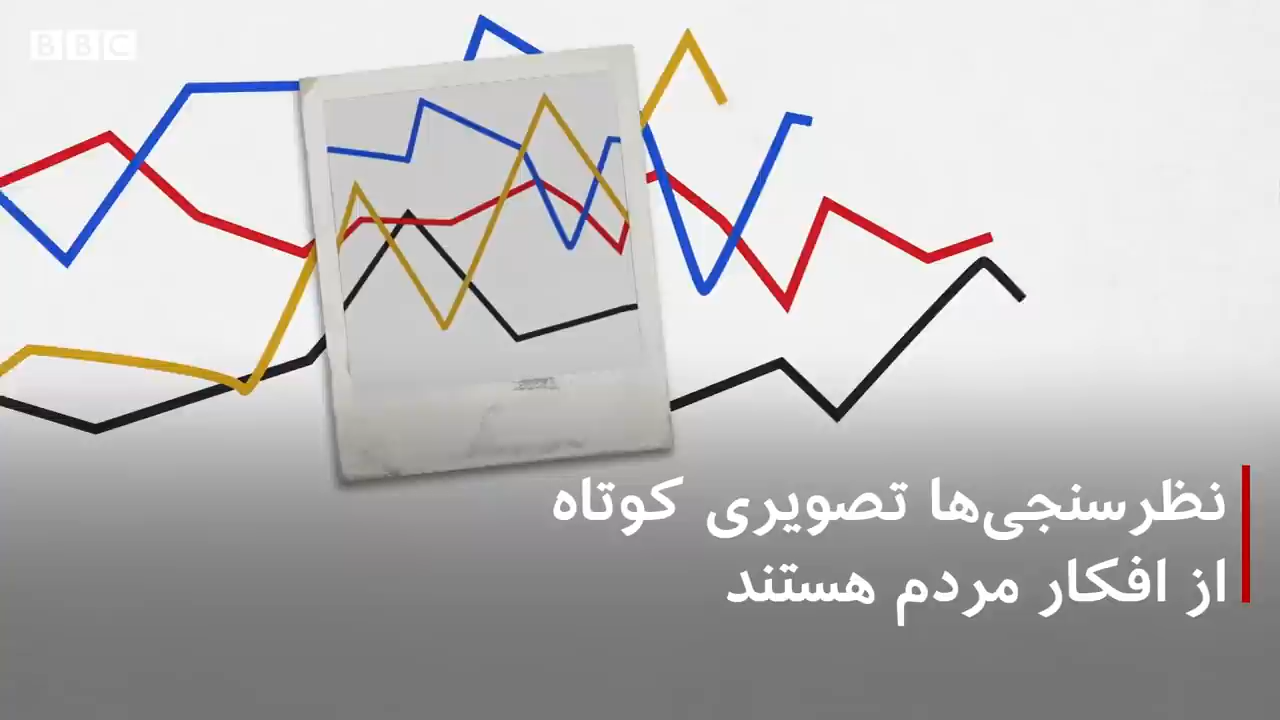 BBC
نظرسنجی‌ها تصویری کوتاه
از افکار مردم هستند